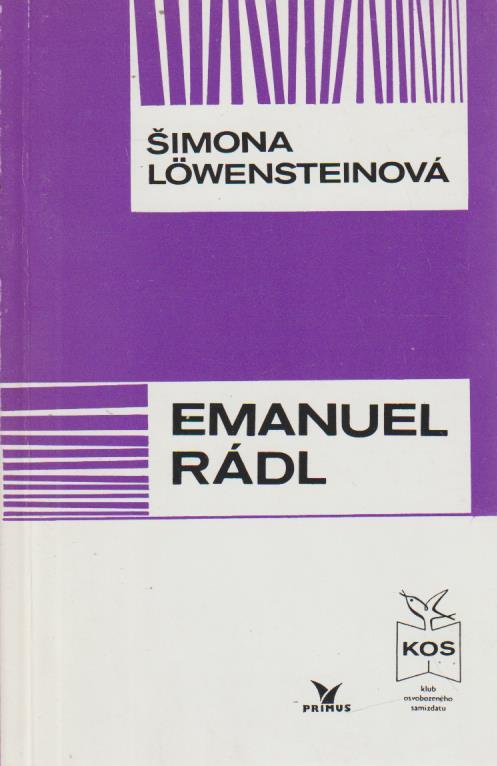 ŠIMONA
LÖWENSTEINOVÁ
EMANUEL
RÁDL
KOS
klub
osvobozeného
samizdatu
PRIMUS